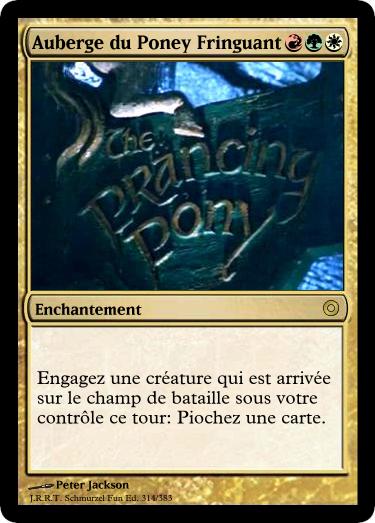 Auberge du Poney Fringuant
The
Prancing
Pony
Enchantement
Engagez une créature qui est arrivée
sur le champ de bataille sous votre
contrôle ce tour: Piochez une carte.
Peter Jackson
J.R.R.T. Schmurzel Fun Ed. 314/383